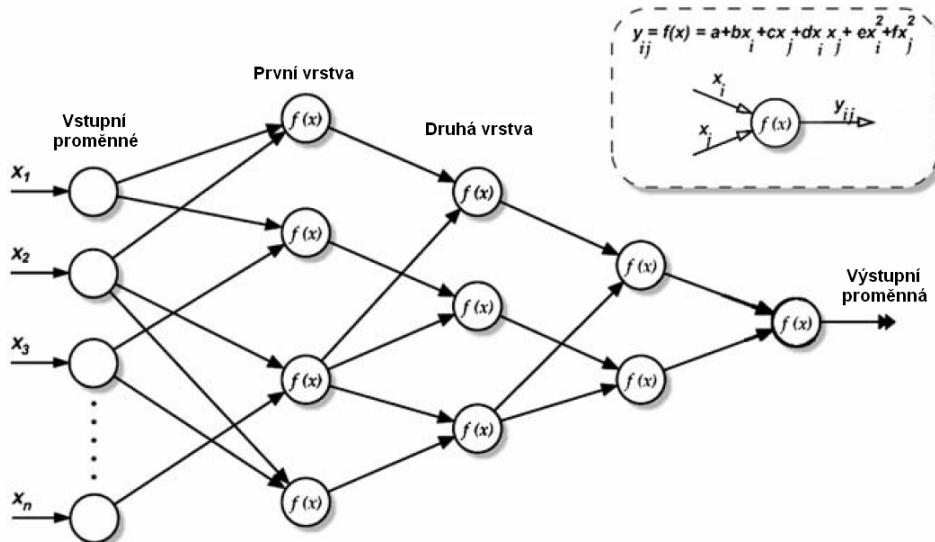 y_ij = f(x) = a+bx_i+cx_j+dx_i x_j+ ex_i^2+fx_j^2
x_i
x_j
f(x)
y_ij
První vrstva
Vstupní
proměnné
Druhá vrstva
Výstupní
proměnná
x_1
x_2
x_3
x_n
f(x)
f(x)
f(x)
f(x)
f(x)
f(x)
f(x)
f(x)
f(x)
f(x)